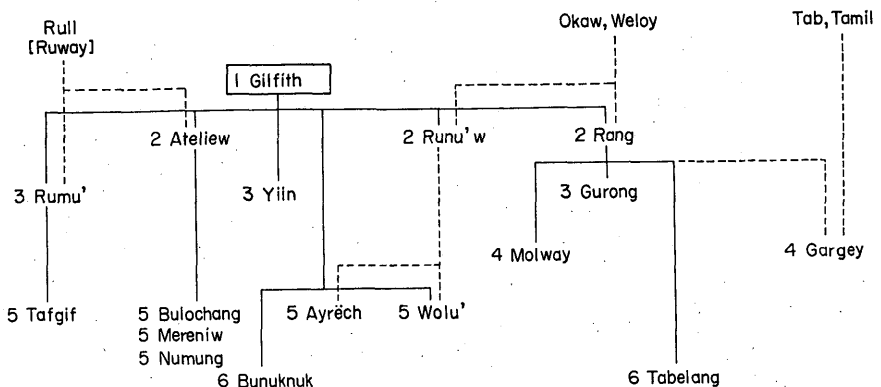 Rull
[Ruway]
Okaw, Weloy
Tab, Tamil
1 Gilfith
2 Ateliew
2 Runu'w
2 Rang
3 Rumu'
3 Yiin
3 Gurong
4 Molway
4 Gargey
5 Tafgif
5 Bulochang
5 Mereniw
5 Numung
5 Ayrëch
5 Wolu'
6 Bunuknuk
6 Tabelang